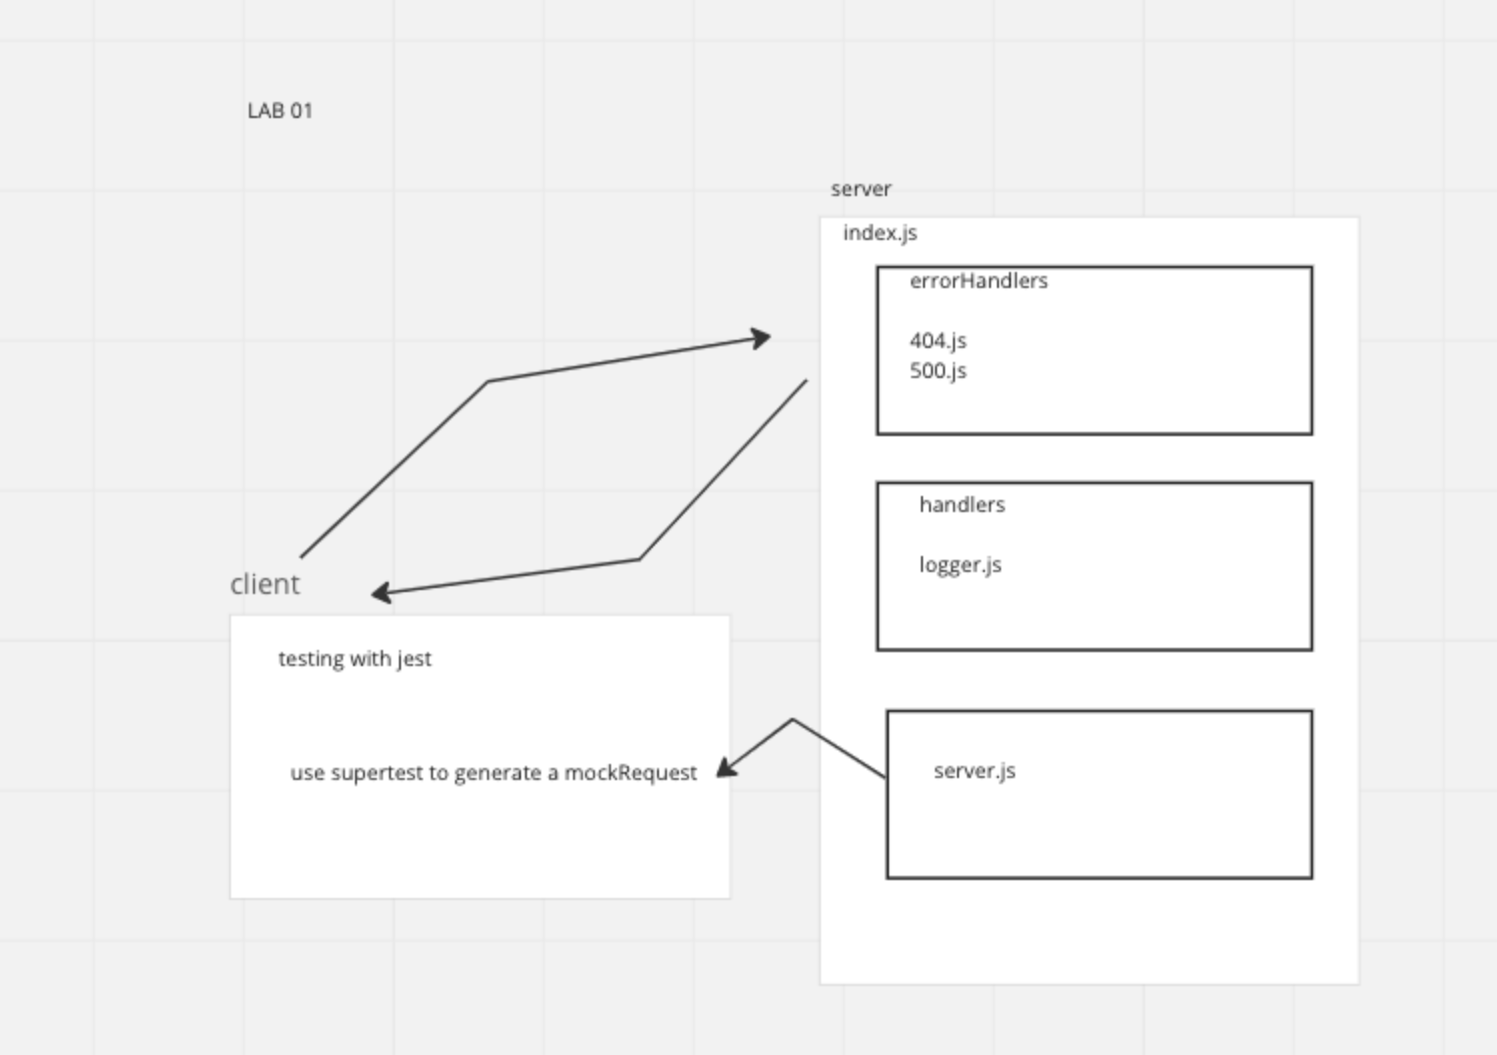 LAB 01
server
index.js
errorHandlers
404.js
500.js
handlers
logger.js
client
testing with jest
use supertest to generate a mockRequest
server.js